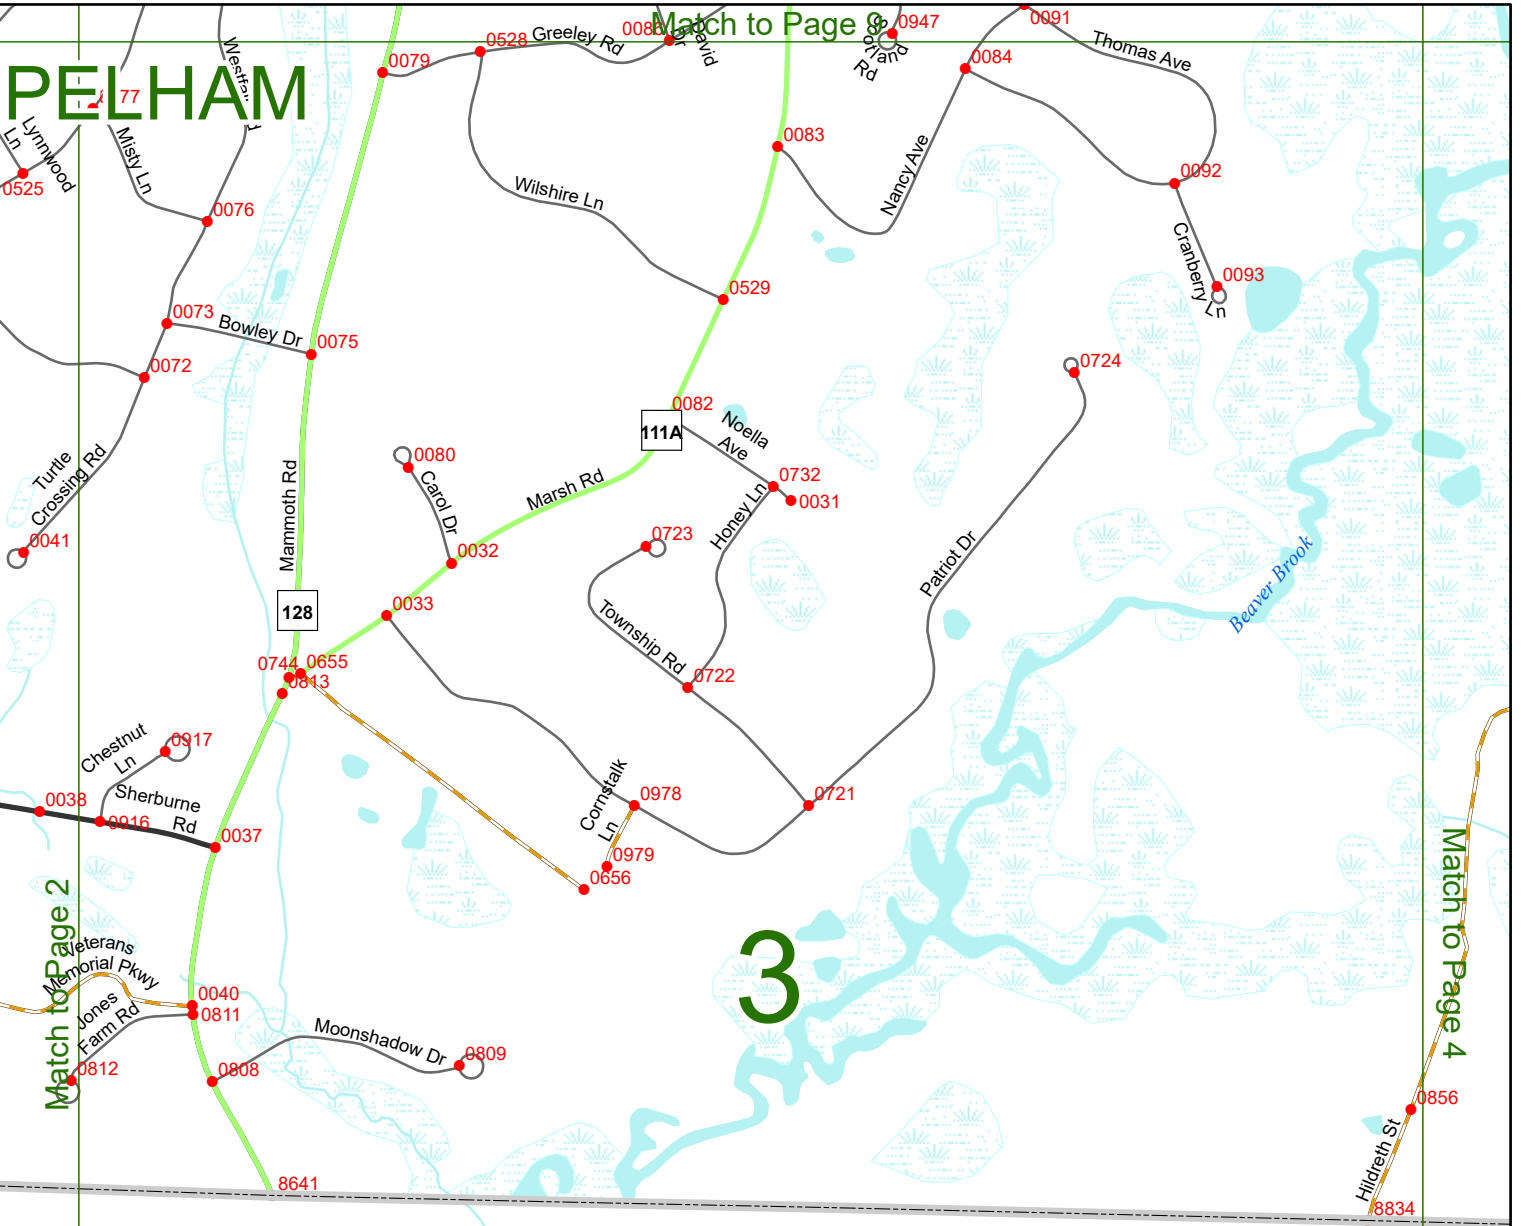 Match to Page 9
PELHAM
0947
0091
0086
David
Dr
Scotland
Rd
0528
Greeley Rd
0079
0084
Thomas Ave
Lynnwood
Ln
0525
Misty Ln
0083
Nancy Ave
0092
Wilshire Ln
0076
Cranberry
Ln
0093
0529
0073
Bowley Dr
0075
0072
0724
0082
111A
Noella
Ave
0732
0031
Honey Ln
0080
Carol Dr
Marsh Rd
Turtle
Crossing Rd
0041
Mammoth Rd
0032
0723
Patriot Dr
Beaver Brook
128
0033
Township Rd
0722
0744
0655
0813
Chestnut
Ln
0917
Sherburne
Rd
0038
0916
0037
Cornstalk
Ln
0978
0979
0656
0721
Match to Page 2
Match to Page 4
3
Veterans
Memorial Pkwy
0040
0811
Jones
Farm Rd
0812
0808
Moonshadow Dr
0809
0856
Hildreth St
8641
8834